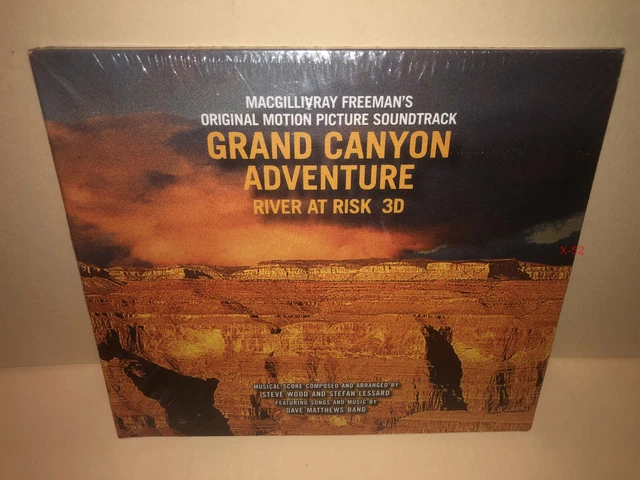 MACGILLIVRAY FREEMAN'S
ORIGINAL MOTION PICTURE SOUNDTRACK
GRAND CANYON
ADVENTURE
RIVER AT RISK 3D
X-82
MUSICAL SCORE COMPOSED AND ARRANGED BY
STEVE WOOD AND STEFAN LESSARD
FEATURING SONGS AND MUSIC BY
DAVE MATTHEWS BAND